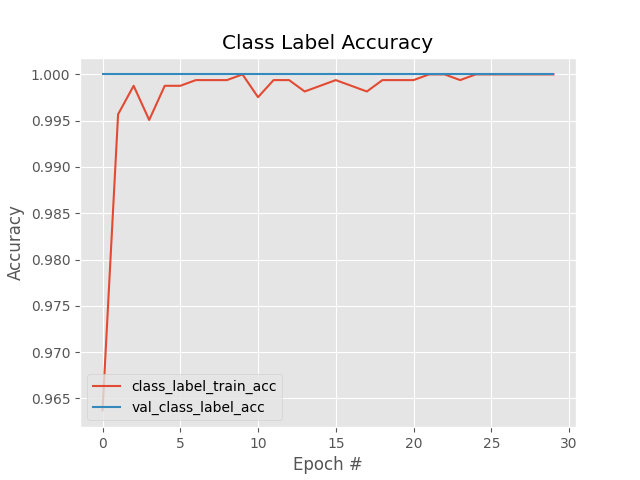 Class Label Accuracy
1.000
0.995
0.990
0.985
0.980
0.975
0.970
0.965
Accuracy
class_label_train_acc
val_class_label_acc
0 5 10 15 20 25 30
Epoch #